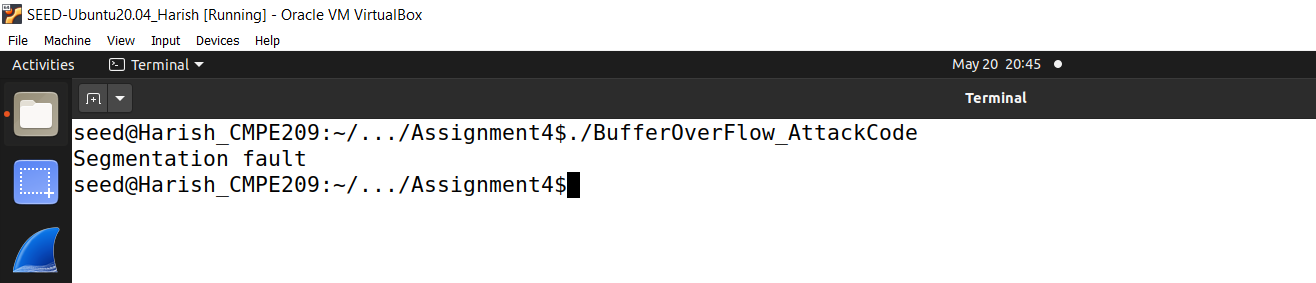 SEED-Ubuntu20.04_Harish [Running] - Oracle VM VirtualBox
File Machine View Input Devices Help
Activities Terminal May 20 20:45
Terminal
seed@Harish_CMPE209:~/.../Assignment4$./BufferOverFlow_AttackCode
Segmentation fault
seed@Harish_CMPE209:~/.../Assignment4$